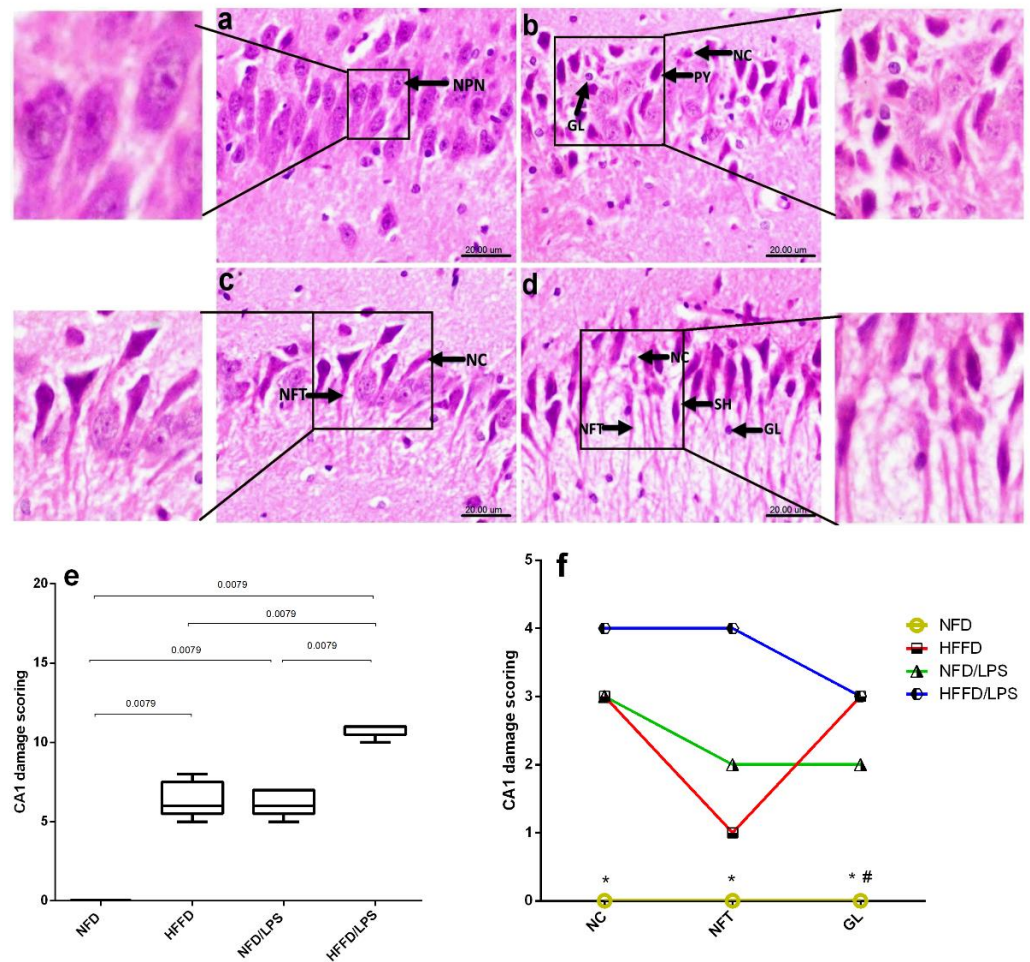 a
NPN
20.00 um
b
NC
PY
GL
20.00 um
c
NC
NFT
20.00 um
d
NC
SH
NFT
GL
20.00 um
e
CA1 damage scoring
20
15
10
5
0
0.0079
0.0079
0.0079
0.0079
0.0079
NFD
HFFD
NFD/LPS
HFFD/LPS
f
CA1 damage scoring
5
4
3
2
1
0
*
*
* #
NC
NFT
GL
NFD
HFFD
NFD/LPS
HFFD/LPS